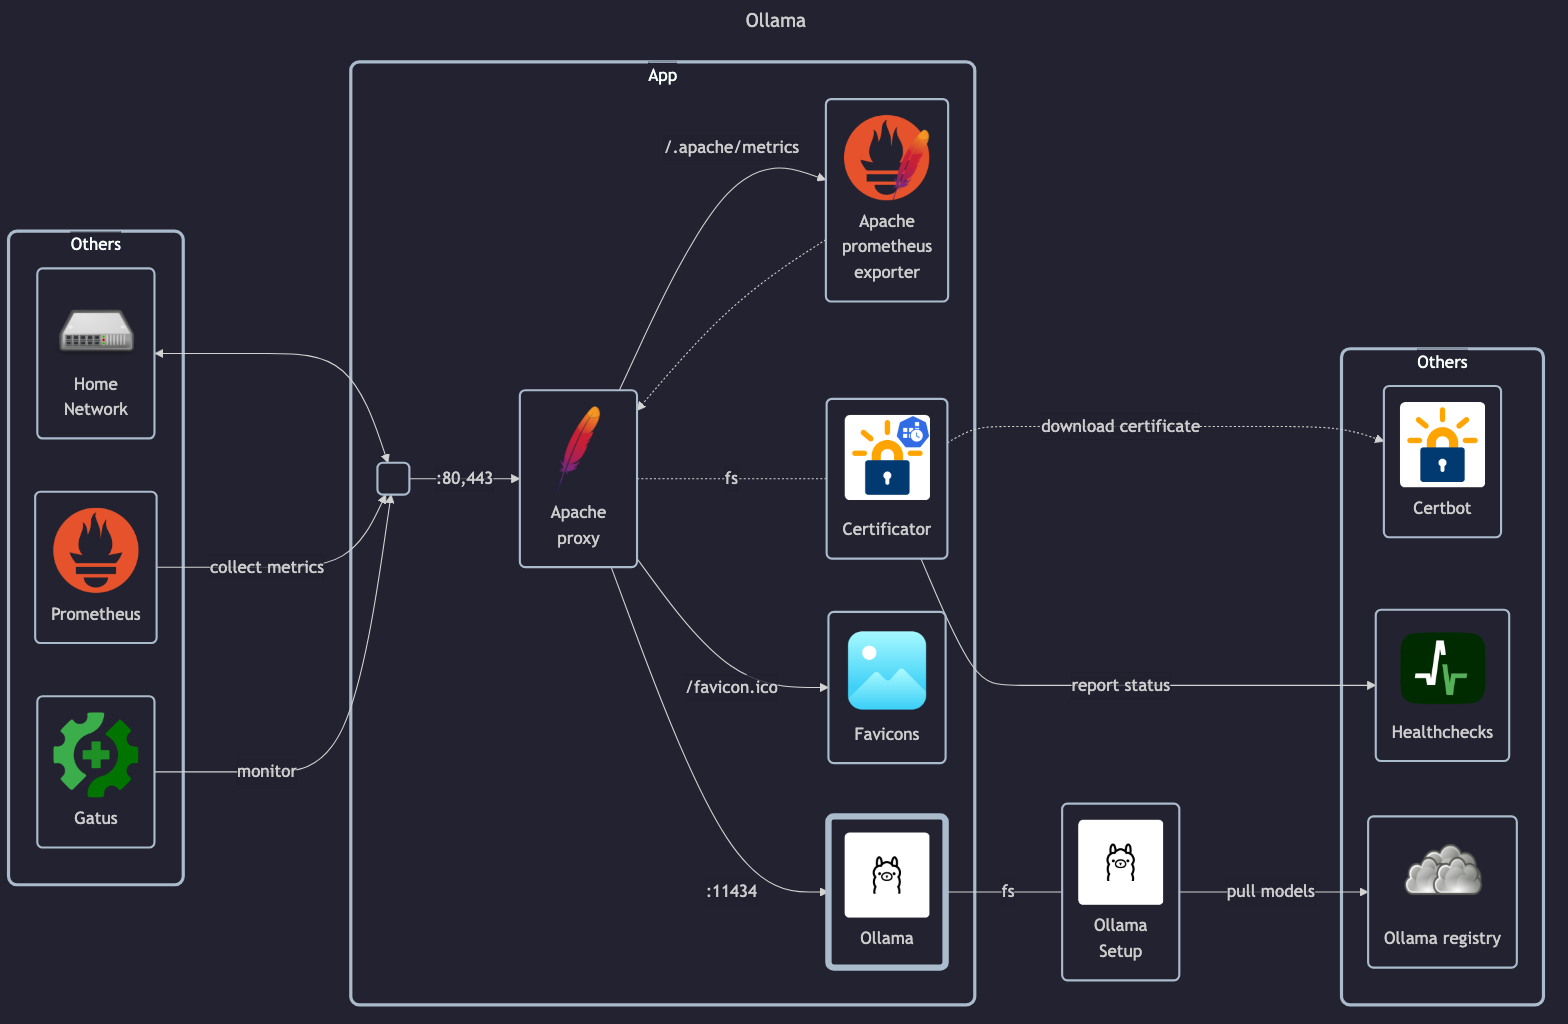 Ollama
App
/.apache/metrics
Apache
prometheus
exporter
Others
Home
Network
:80,443
Apache
proxy
fs
Certificator
download certificate
Others
Certbot
Prometheus
collect metrics
/favicon.ico
Favicons
report status
Healthchecks
Gatus
monitor
:11434
Ollama
fs
Ollama
Setup
pull models
Ollama registry